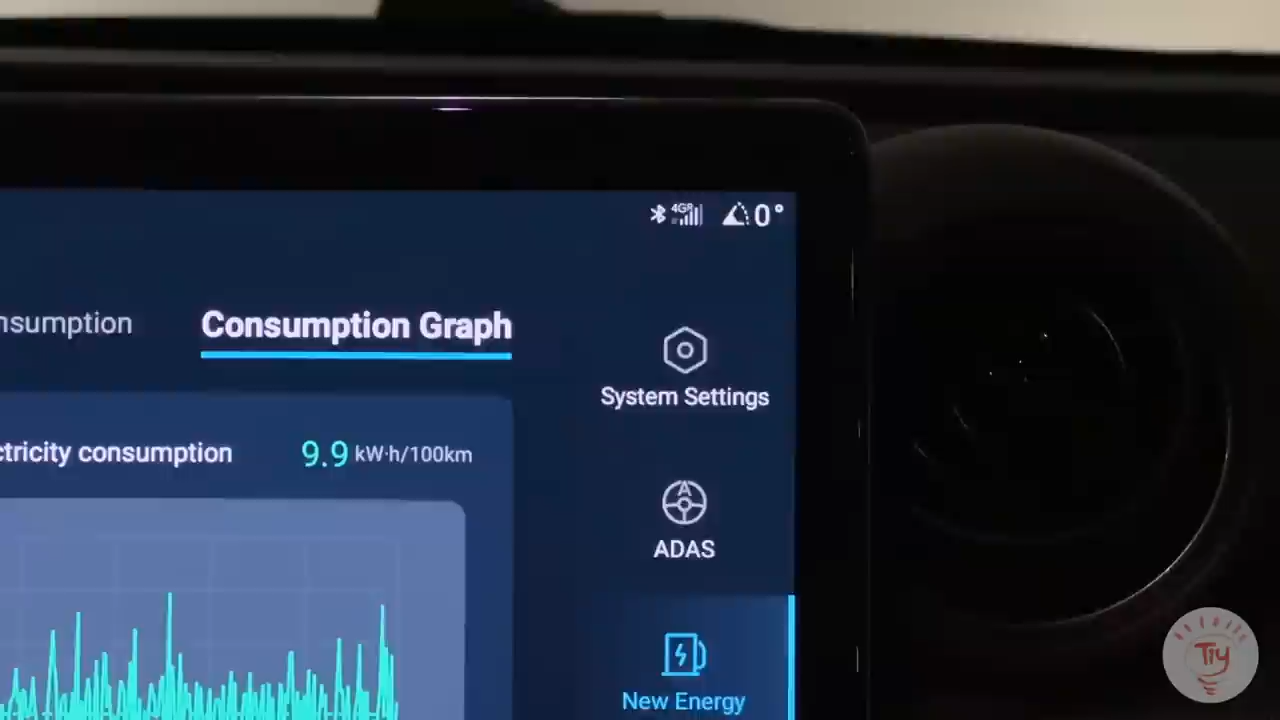 4G
0°
nsumption
Consumption Graph
System Settings
ctricity consumption
9.9 kW·h/100km
A
ADAS
New Energy
Tiy